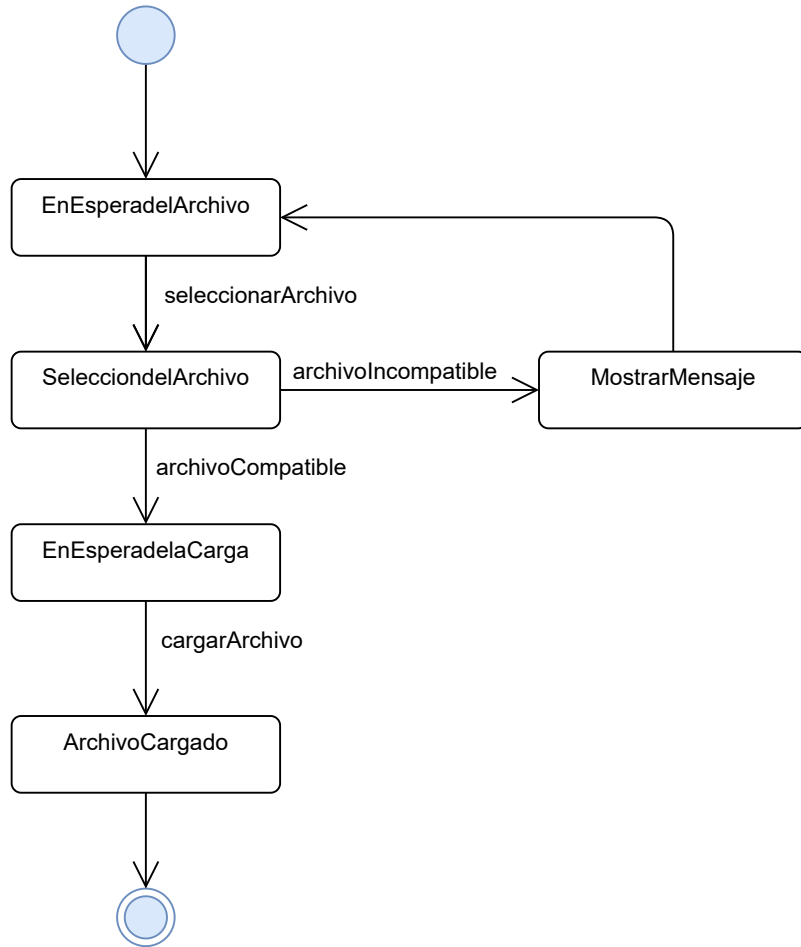 EnEsperadelArchivo
seleccionarArchivo
SelecciondelArchivo
archivoIncompatible
MostrarMensaje
archivoCompatible
EnEsperadelaCarga
cargarArchivo
ArchivoCargado